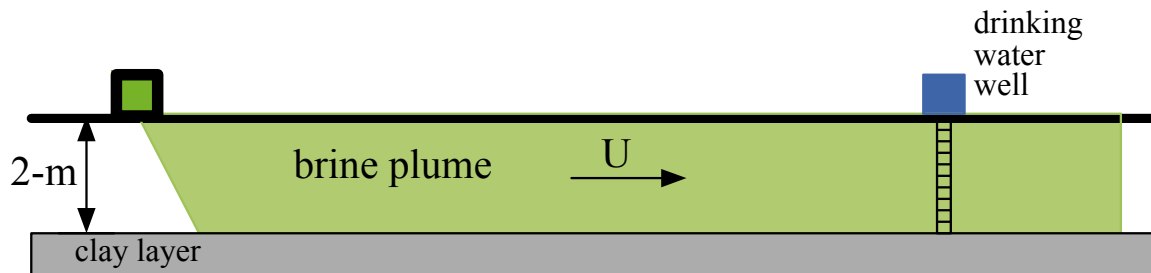 drinking
water
well
2-m
brine plume
U
clay layer